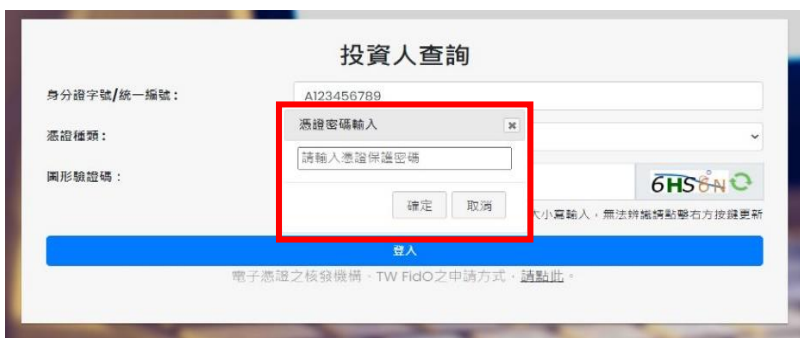 投資人查詢
身分證字號/統一編號：
A123456789
憑證密碼輸入
憑證種類：
請輸入憑證保護密碼
圖形驗證碼：
6HS8N
確定 取消
大小寫輸入，無法辨識請點擊右方按鍵更新
登入
電子憑證之核發機構、TW FidO之申請方式，請點此。